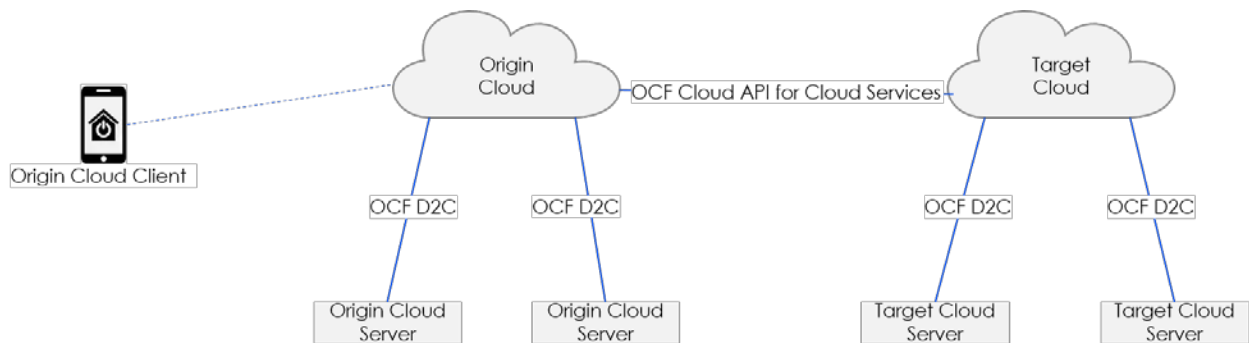 Origin
Cloud
Target
Cloud
OCF Cloud API for Cloud Services
Origin Cloud Client
OCF D2C
OCF D2C
OCF D2C
OCF D2C
Origin Cloud
Server
Origin Cloud
Server
Target Cloud
Server
Target Cloud
Server